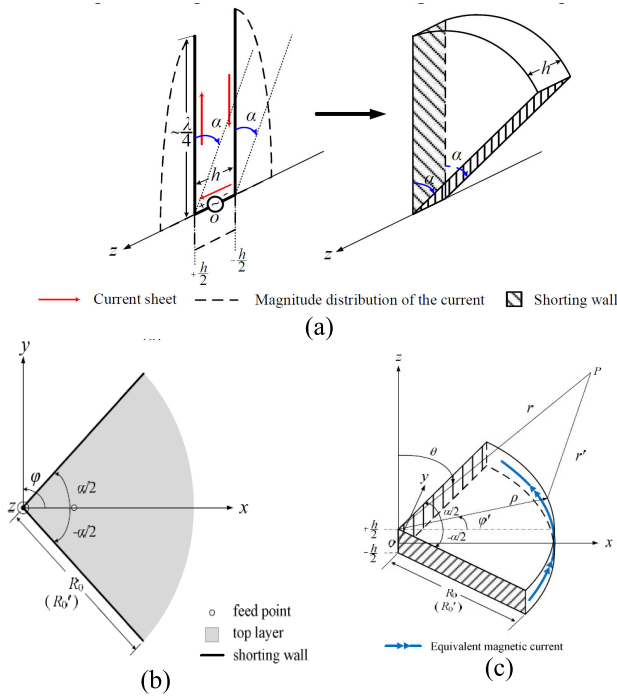 λ
~
4
α
α
h
o
z
+h/2
-h/2
h
α
α
z
Current sheet
Magnitude distribution of the current
Shorting wall
(a)
y
φ
α/2
z
x
-α/2
R₀
(R₀′)
feed point
top layer
shorting wall
(b)
z
P
r
θ
r′
y
ρ
α/2
φ′
+h/2
o
-α/2
-h/2
x
R₀
(R₀′)
Equivalent magnetic current
(c)